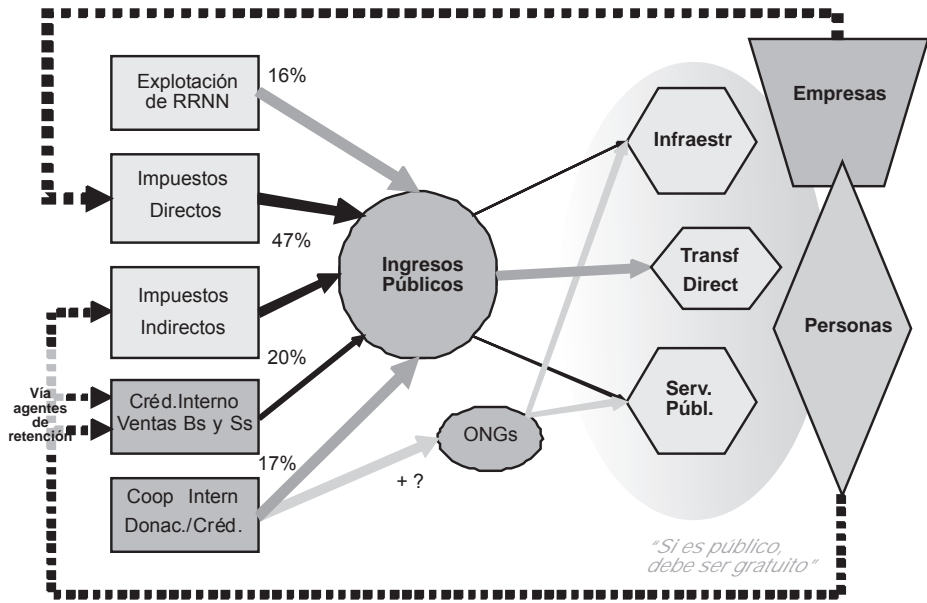 Explotación
de RRNN
16%
Impuestos
Directos
47%
Impuestos
Indirectos
20%
Vía
agentes
de
retención
Créd.Interno
Ventas Bs y Ss
17%
Coop Intern
Donac./Créd.
+ ?
Ingresos
Públicos
ONGs
Infraestr
Transf
Direct
Serv.
Públ.
Empresas
Personas
"Si es público,
debe ser gratuito"